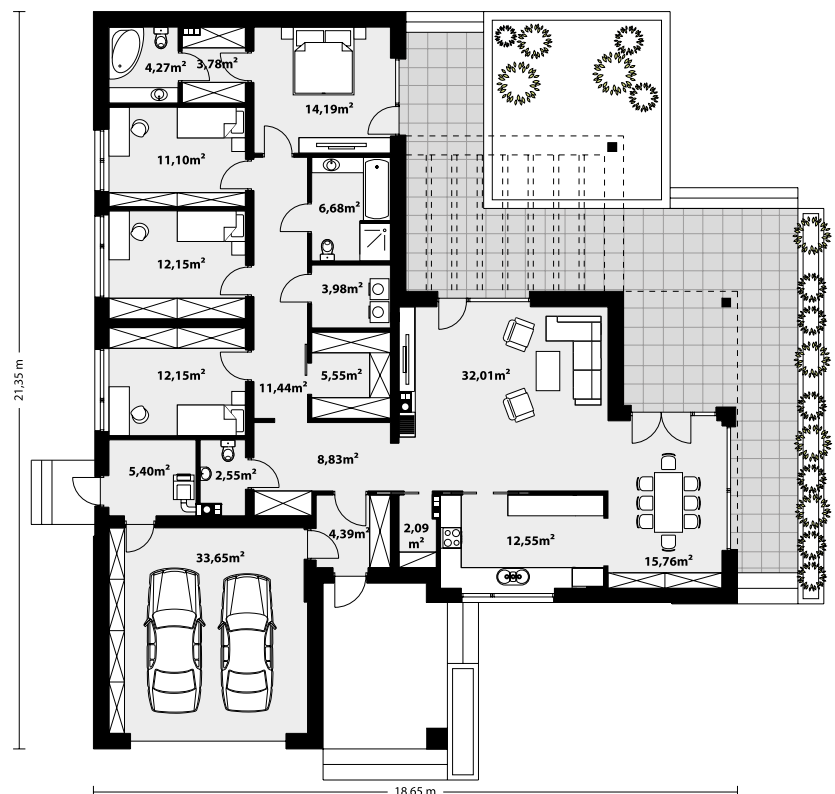 4,27m²
3,78m²
14,19m²
11,10m²
6,68m²
12,15m²
3,98m²
21,35 m
12,15m²
11,44m²
5,55m²
32,01m²
5,40m²
2,55m²
8,83m²
4,39m²
2,09
m²
12,55m²
15,76m²
33,65m²
18,65 m